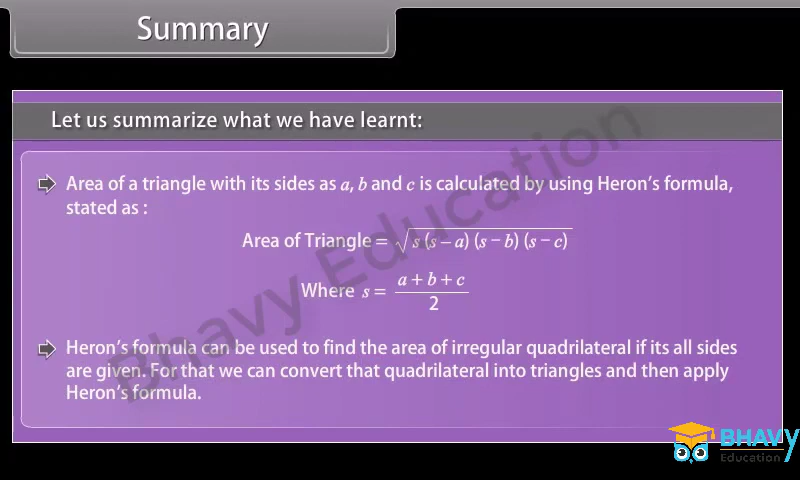 Summary
Let us summarize what we have learnt:
Area of a triangle with its sides as a, b and c is calculated by using Heron's formula,
stated as :
Area of Triangle = √s (s – a) (s – b) (s – c)
Where s = (a + b + c)/2
Heron's formula can be used to find the area of irregular quadrilateral if its all sides
are given. For that we can convert that quadrilateral into triangles and then apply
Heron's formula.
Bhavy Education
BHAVY
Education